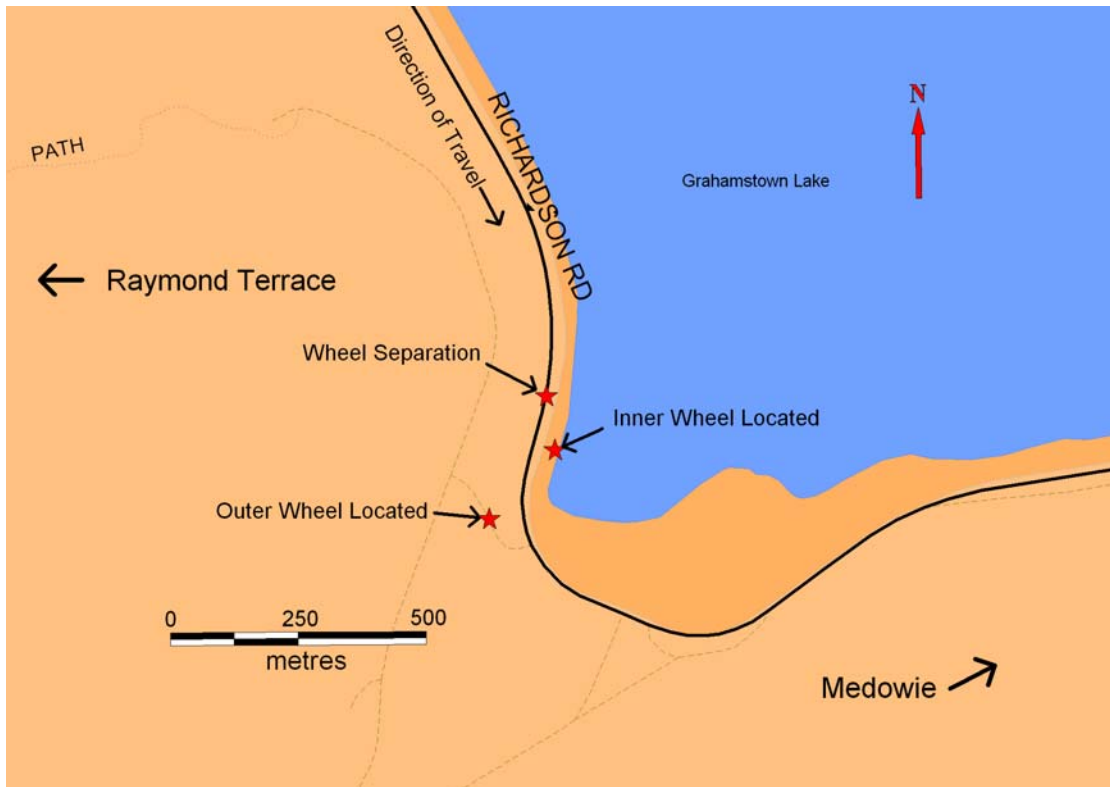 Direction of Travel
RICHARDSON RD
N
Grahamstown Lake
PATH
Raymond Terrace
Wheel Separation
Inner Wheel Located
Outer Wheel Located
0 250 500
metres
Medowie